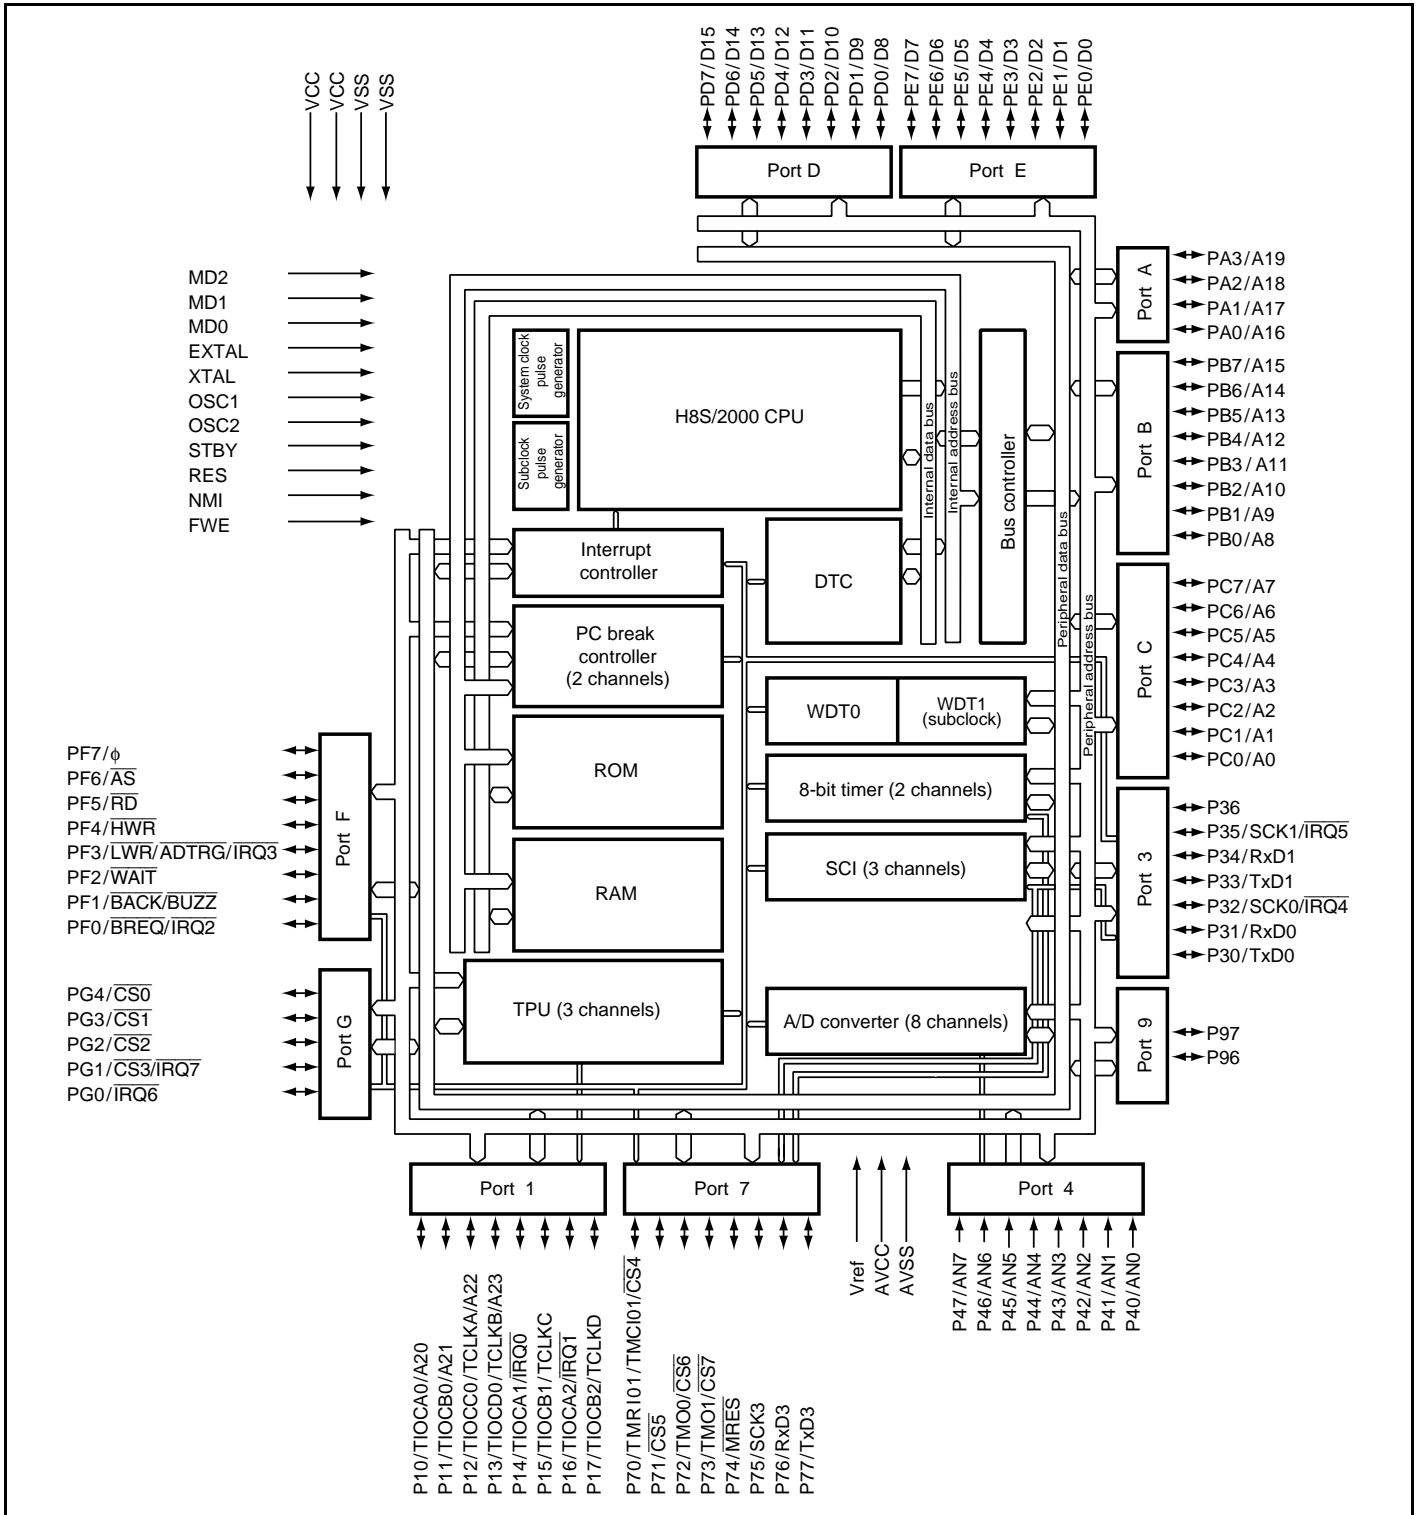 VCC
VCC
VSS
VSS
PD7/D15
PD6/D14
PD5/D13
PD4/D12
PD3/D11
PD2/D10
PD1/D9
PD0/D8
PE7/D7
PE6/D6
PE5/D5
PE4/D4
PE3/D3
PE2/D2
PE1/D1
PE0/D0
Port D
Port E
MD2
MD1
MD0
EXTAL
XTAL
OSC1
OSC2
STBY
RES
NMI
FWE
System clock
pulse
generator
Subclock
pulse
generator
H8S/2000 CPU
Internal data bus
Internal address bus
Bus controller
Peripheral data bus
Peripheral address bus
Interrupt
controller
DTC
PC break
controller
(2 channels)
WDT0
WDT1
(subclock)
ROM
8-bit timer (2 channels)
RAM
SCI (3 channels)
TPU (3 channels)
A/D converter (8 channels)
Port A
PA3/A19
PA2/A18
PA1/A17
PA0/A16
Port B
PB7/A15
PB6/A14
PB5/A13
PB4/A12
PB3/A11
PB2/A10
PB1/A9
PB0/A8
Port C
PC7/A7
PC6/A6
PC5/A5
PC4/A4
PC3/A3
PC2/A2
PC1/A1
PC0/A0
Port 3
P36
P35/SCK1/IRQ5
P34/RxD1
P33/TxD1
P32/SCK0/IRQ4
P31/RxD0
P30/TxD0
Port 9
P97
P96
PF7/ϕ
PF6/AS
PF5/RD
PF4/HWR
PF3/LWR/ADTRG/IRQ3
PF2/WAIT
PF1/BACK/BUZZ
PF0/BREQ/IRQ2
Port F
PG4/CS0
PG3/CS1
PG2/CS2
PG1/CS3/IRQ7
PG0/IRQ6
Port G
Port 1
Port 7
Port 4
P10/TIOCA0/A20
P11/TIOCB0/A21
P12/TIOCC0/TCLKA/A22
P13/TIOCD0/TCLKB/A23
P14/TIOCA1/IRQ0
P15/TIOCB1/TCLKC
P16/TIOCA2/IRQ1
P17/TIOCB2/TCLKD
P70/TMRI01/TMCI01/CS4
P71/CS5
P72/TMO0/CS6
P73/TMO1/CS7
P74/MRES
P75/SCK3
P76/RxD3
P77/TxD3
Vref
AVCC
AVSS
P47/AN7
P46/AN6
P45/AN5
P44/AN4
P43/AN3
P42/AN2
P41/AN1
P40/AN0